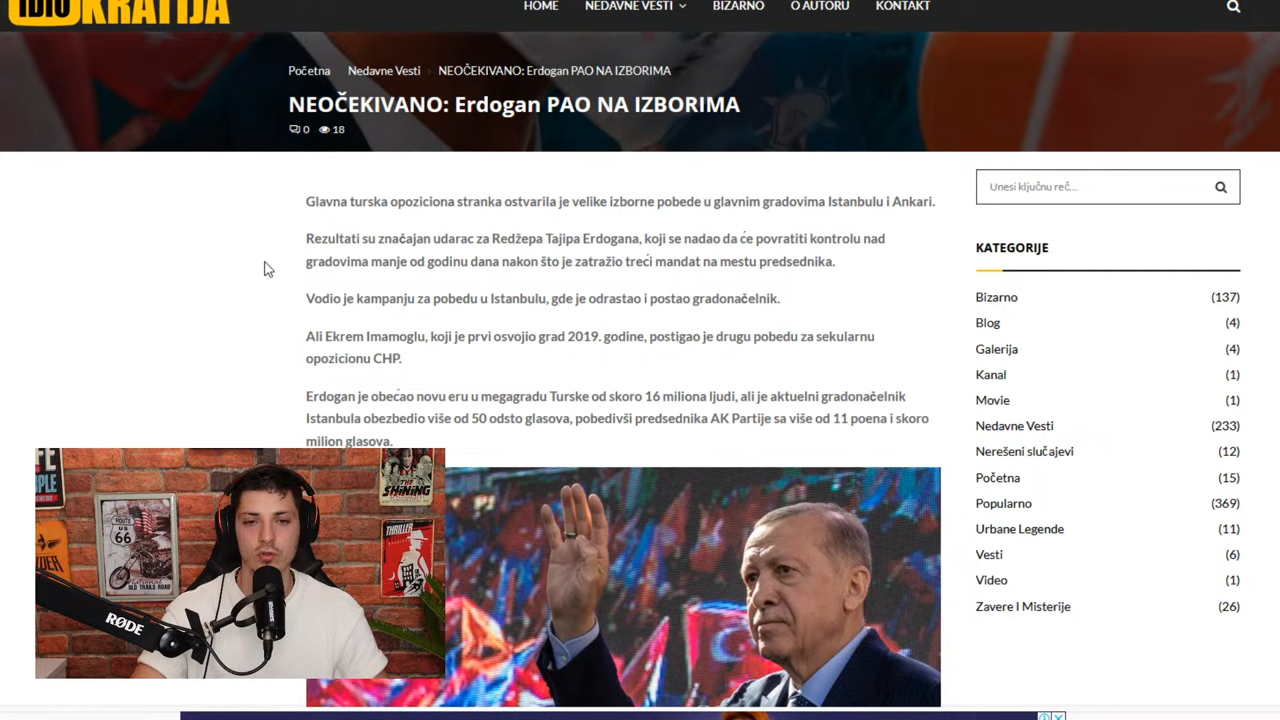 KRATIJA
HOME NEDAVNE VESTI BIZARNO O AUTORU KONTAKT
Početna Nedavne Vesti NEOČEKIVANO: Erdogan PAO NA IZBORIMA
NEOČEKIVANO: Erdogan PAO NA IZBORIMA
0 18
Glavna turska opoziciona stranka ostvarila je velike izborne pobede u glavnim gradovima Istanbulu i Ankari.
Rezultati su značajan udarac za Redžepa Tajipa Erdogana, koji se nadao da će povratiti kontrolu nad
gradovima manje od godinu dana nakon što je zatražio treći mandat na mestu predsednika.
Vodio je kampanju za pobedu u Istanbulu, gde je odrastao i postao gradonačelnik.
Ali Ekrem Imamoglu, koji je prvi osvojio grad 2019. godine, postigao je drugu pobedu za sekularnu
opozicionu CHP.
Erdogan je obećao novu eru u megagradu Turske od skoro 16 miliona ljudi, ali je aktuelni gradonačelnik
Istanbula obezbedio više od 50 odsto glasova, pobedivši predsednika AK Partije sa više od 11 poena i skoro
milion glasova.
Unesi ključnu reč...
KATEGORIJE
Bizarno (137)
Blog (4)
Galerija (4)
Kanal (1)
Movie (1)
Nedavne Vesti (233)
Nerešeni slučajevi (12)
Početna (15)
Popularno (369)
Urbane Legende (11)
Vesti (6)
Video (1)
Zavere I Misterije (26)
The SHINING
ROUTE
US
66
THRILLER
RØDE